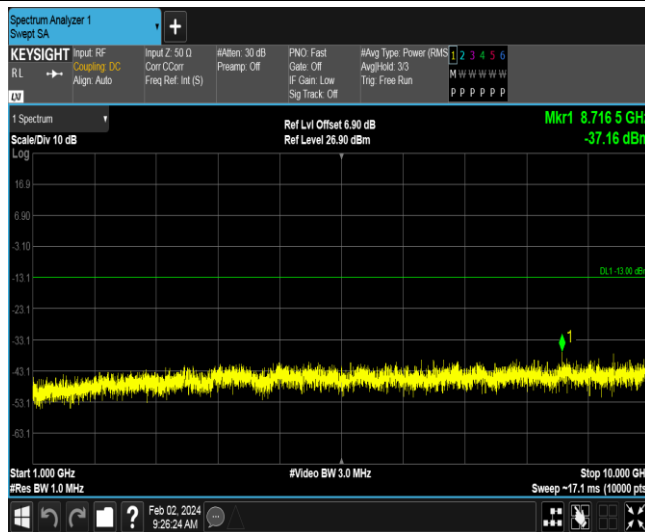 Spectrum Analyzer 1
Swept SA
+
KEYSIGHT
RL
LXI
Input: RF
Coupling: DC
Align: Auto
Input Z: 50 Ω
Corr CCorr
Freq Ref: Int (S)
#Atten: 30 dB
Preamp: Off
PNO: Fast
Gate: Off
IF Gain: Low
Sig Track: Off
#Avg Type: Power (RMS
Avg|Hold: 3/3
Trig: Free Run
1 2 3 4 5 6
M W W W W W
P P P P P P
1 Spectrum
Scale/Div 10 dB
Log
Ref Lvl Offset 6.90 dB
Ref Level 26.90 dBm
Mkr1 8.716 5 GHz
-37.16 dBm
16.9
6.90
-3.10
-13.1
-23.1
-33.1
-43.1
-53.1
-63.1
DL1 -13.00 dBm
1
Start 1.000 GHz
#Res BW 1.0 MHz
#Video BW 3.0 MHz
Stop 10.000 GHz
Sweep ~17.1 ms (10000 pts)
?
Feb 02, 2024
9:26:24 AM